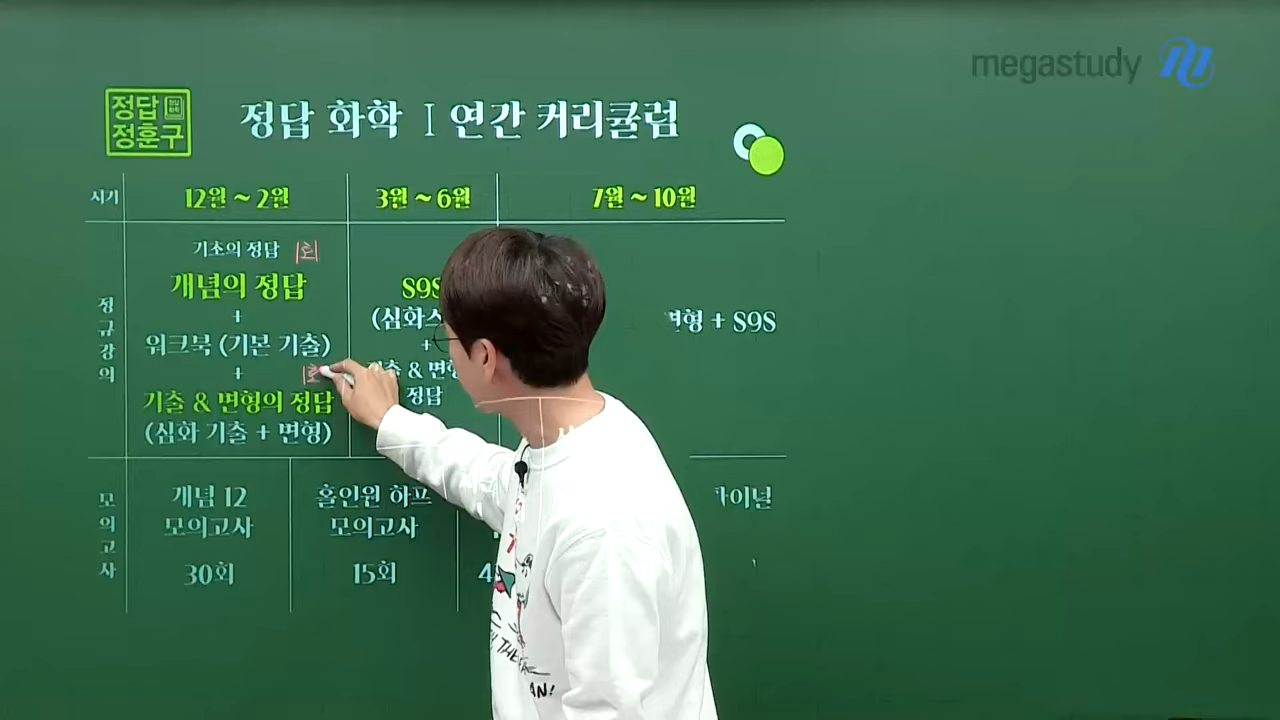 megastudy
정답
정훈구
정답 화학 I 연간 커리큘럼
시기
12월 ~ 2월
3월 ~ 6월
7월 ~ 10월
정규강의
기초의 정답 1회
개념의 정답
+
워크북 (기본 기출)
+
기출 & 변형의 정답
(심화 기출 + 변형)
S9S
+
정답
+ S9S
모의고사
개념 12
모의고사
30회
홀인원 하프
모의고사
15회